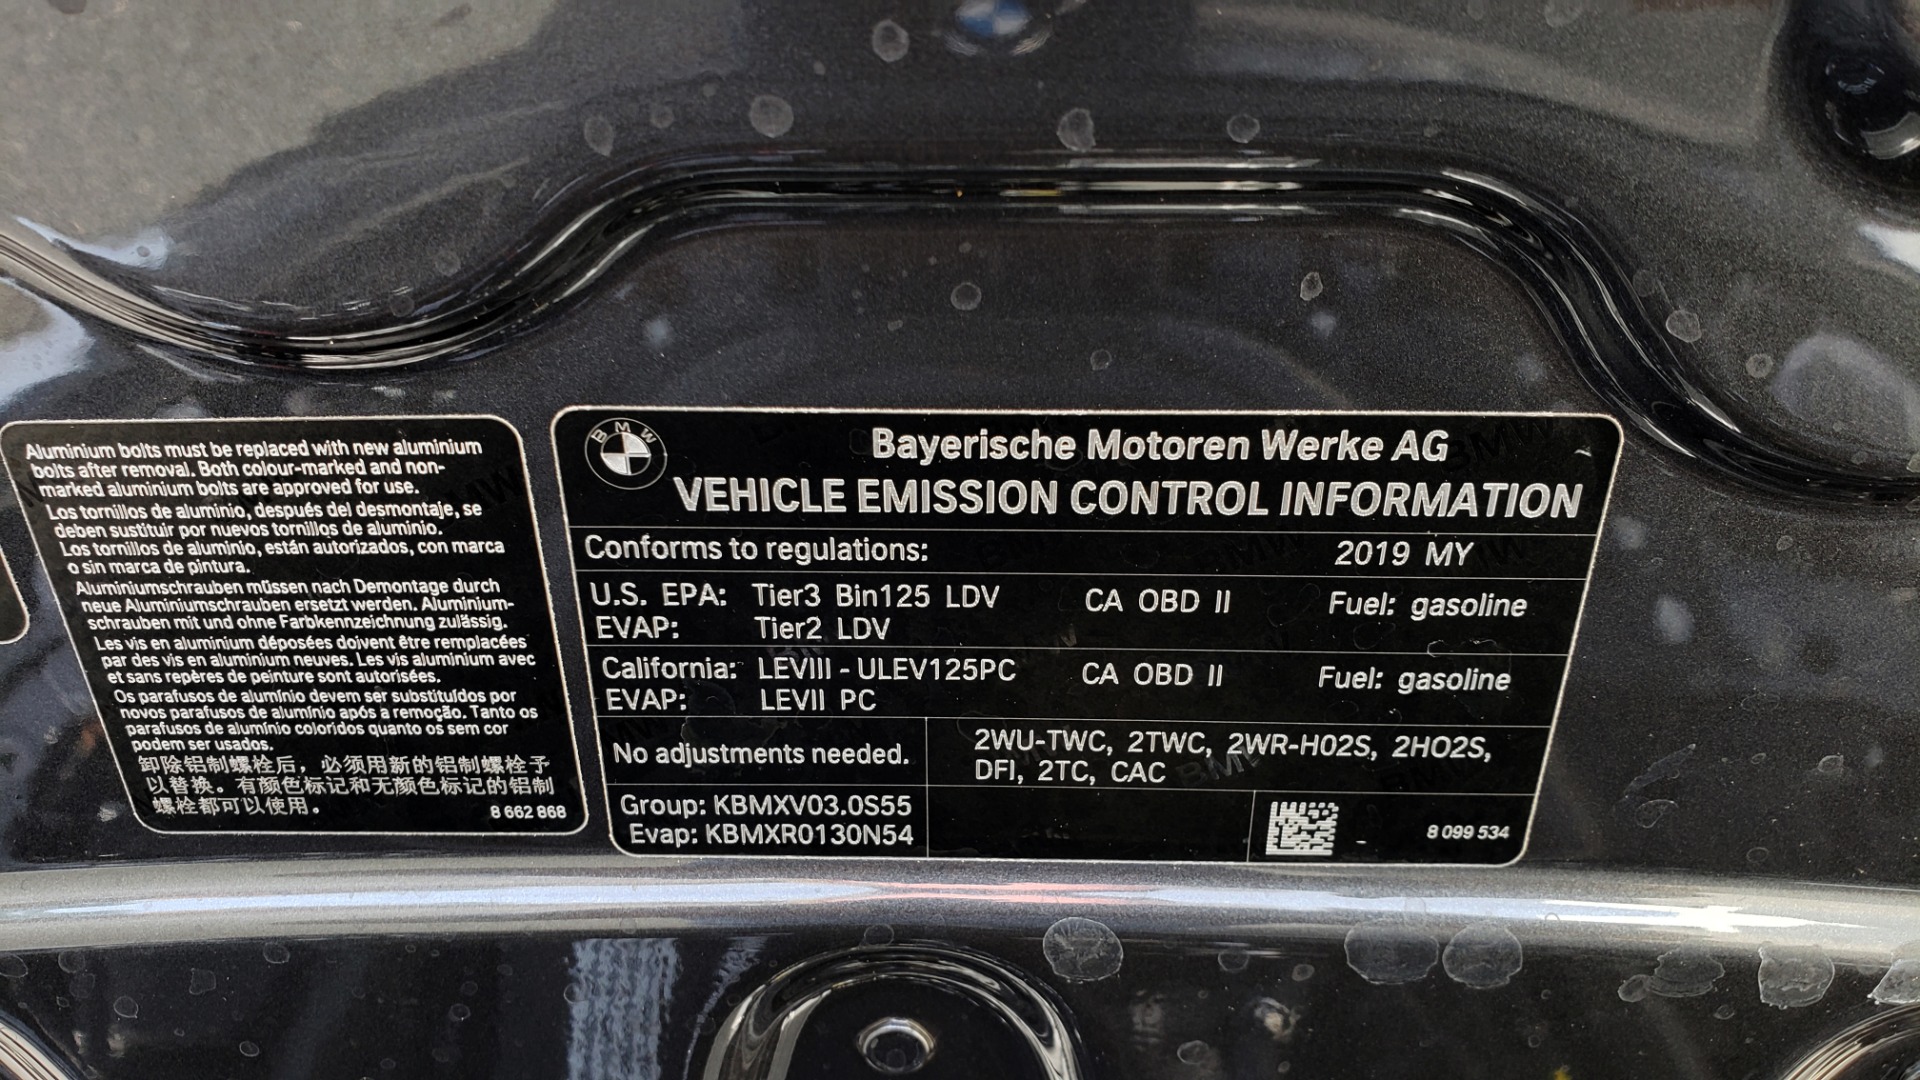 Aluminium bolts must be replaced with new aluminium
bolts after removal. Both colour-marked and non-
marked aluminium bolts are approved for use.
Los tornillos de aluminio, después del desmontaje, se
deben sustituir por nuevos tornillos de aluminio.
Los tornillos de aluminio, están autorizados, con marca
o sin marca de pintura.
Aluminiumschrauben müssen nach Demontage durch
neue Aluminiumschrauben ersetzt werden. Aluminium-
schrauben mit und ohne Farbkennzeichnung zulässig.
Les vis en aluminium déposées doivent être remplacées
par des vis en aluminium neuves. Les vis aluminium avec
et sans repères de peinture sont autorisées.
Os parafusos de alumínio devem ser substituídos por
novos parafusos de alumínio após a remoção. Tanto os
parafusos de alumínio coloridos quanto os sem cor
podem ser usados.
卸除铝制螺栓后，必须用新的铝制螺栓予
以替换。有颜色标记和无颜色标记的铝制
螺栓都可以使用。
8 662 868
BMW
Bayerische Motoren Werke AG
VEHICLE EMISSION CONTROL INFORMATION
Conforms to regulations: 2019 MY
U.S. EPA: Tier3 Bin125 LDV CA OBD II Fuel: gasoline
EVAP: Tier2 LDV
California: LEVIII - ULEV125PC CA OBD II Fuel: gasoline
EVAP: LEVII PC
No adjustments needed.
2WU-TWC, 2TWC, 2WR-HO2S, 2HO2S,
DFI, 2TC, CAC
Group: KBMXV03.0S55
Evap: KBMXR0130N54
8 099 534